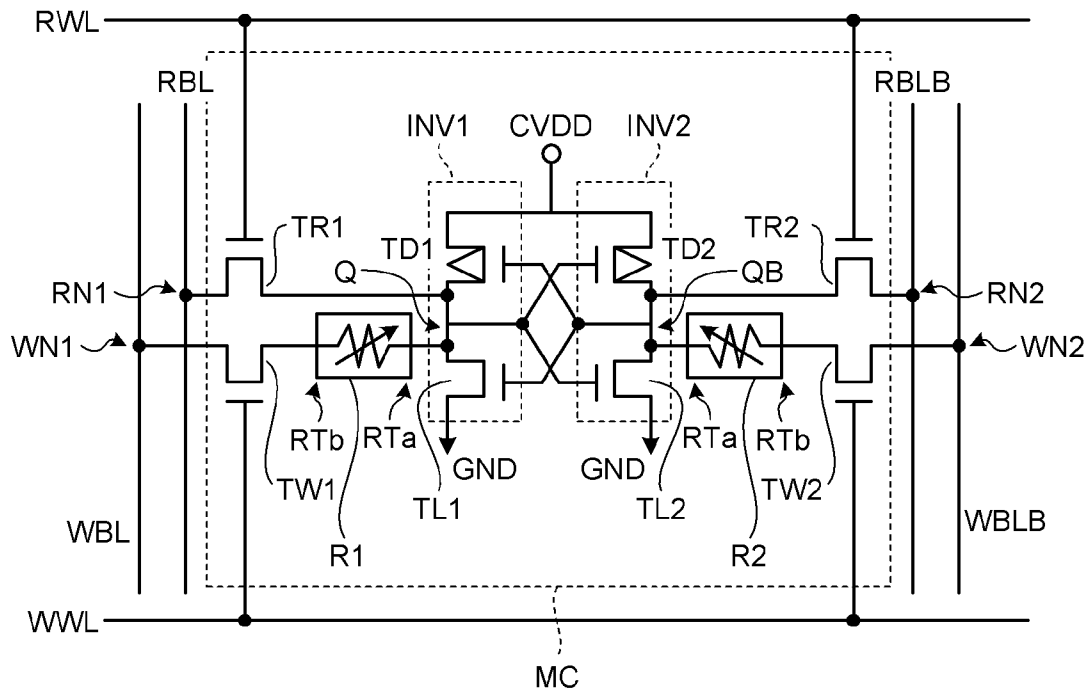 RWL
RBL
RBLB
INV1
CVDD
INV2
TR1
TD1
TD2
TR2
Q
QB
RN1
RN2
WN1
WN2
RTb
RTa
RTa
RTb
GND
GND
TW1
TL1
TL2
TW2
WBL
R1
R2
WBLB
WWL
MC